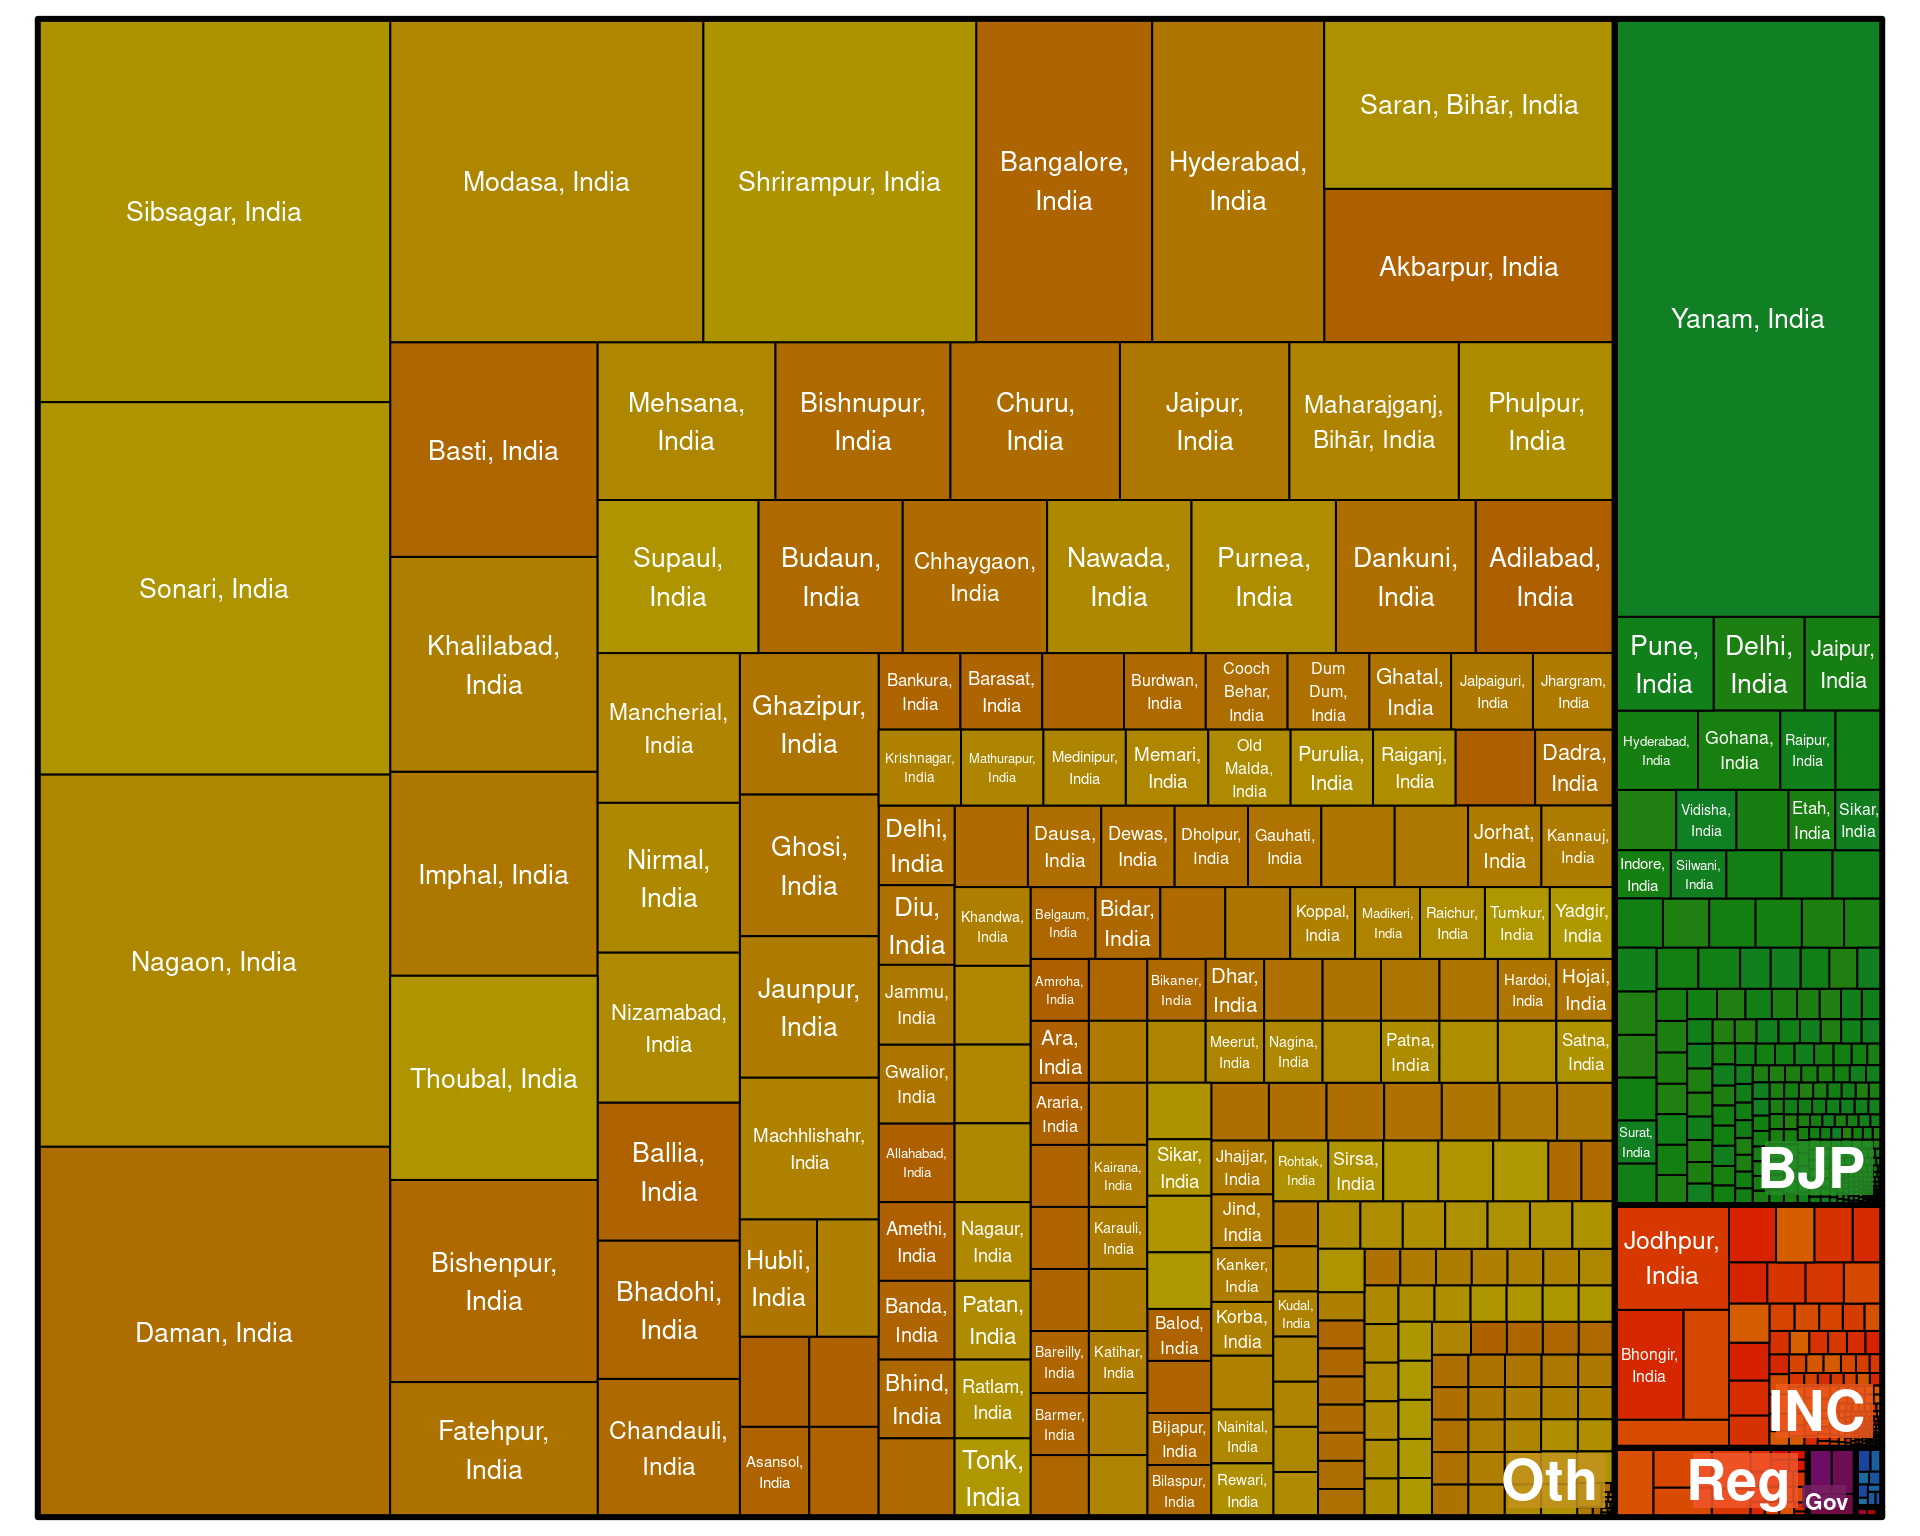 Sibsagar, India
Sonari, India
Nagaon, India
Daman, India
Modasa, India
Shrirampur, India
Bangalore,
India
Hyderabad,
India
Saran, Bihār, India
Akbarpur, India
Basti, India
Khalilabad,
India
Imphal, India
Thoubal, India
Bishenpur,
India
Fatehpur,
India
Mehsana,
India
Bishnupur,
India
Churu,
India
Jaipur,
India
Maharajganj,
Bihār, India
Phulpur,
India
Supaul,
India
Budaun,
India
Chhaygaon,
India
Nawada,
India
Purnea,
India
Dankuni,
India
Adilabad,
India
Mancherial,
India
Nirmal,
India
Nizamabad,
India
Ballia,
India
Bhadohi,
India
Chandauli,
India
Ghazipur,
India
Ghosi,
India
Jaunpur,
India
Machhlishahr,
India
Hubli,
India
Asansol,
India
Bankura,
India
Barasat,
India
Burdwan,
India
Cooch
Behar,
India
Dum
Dum,
India
Ghatal,
India
Jalpaiguri,
India
Jhargram,
India
Krishnagar,
India
Mathurapur,
India
Medinipur,
India
Memari,
India
Old
Malda,
India
Purulia,
India
Raiganj,
India
Dadra,
India
Delhi,
India
Dausa,
India
Dewas,
India
Dholpur,
India
Gauhati,
India
Jorhat,
India
Kannauj,
India
Diu,
India
Khandwa,
India
Belgaum,
India
Bidar,
India
Koppal,
India
Madikeri,
India
Raichur,
India
Tumkur,
India
Yadgir,
India
Jammu,
India
Gwalior,
India
Allahabad,
India
Amethi,
India
Banda,
India
Bhind,
India
Nagaur,
India
Patan,
India
Ratlam,
India
Tonk,
India
Amroha,
India
Bikaner,
India
Dhar,
India
Hardoi,
India
Hojai,
India
Ara,
India
Meerut,
India
Nagina,
India
Patna,
India
Satna,
India
Araria,
India
Kairana,
India
Karauli,
India
Bareilly,
India
Katihar,
India
Barmer,
India
Sikar,
India
Balod,
India
Bijapur,
India
Bilaspur,
India
Jhajjar,
India
Rohtak,
India
Sirsa,
India
Jind,
India
Kanker,
India
Korba,
India
Kudal,
India
Nainital,
India
Rewari,
India
Oth
Yanam, India
Pune,
India
Delhi,
India
Jaipur,
India
Hyderabad,
India
Gohana,
India
Raipur,
India
Vidisha,
India
Etah,
India
Sikar,
India
Indore,
India
Silwani,
India
Surat,
India
BJP
Jodhpur,
India
Bhongir,
India
INC
Reg
Gov